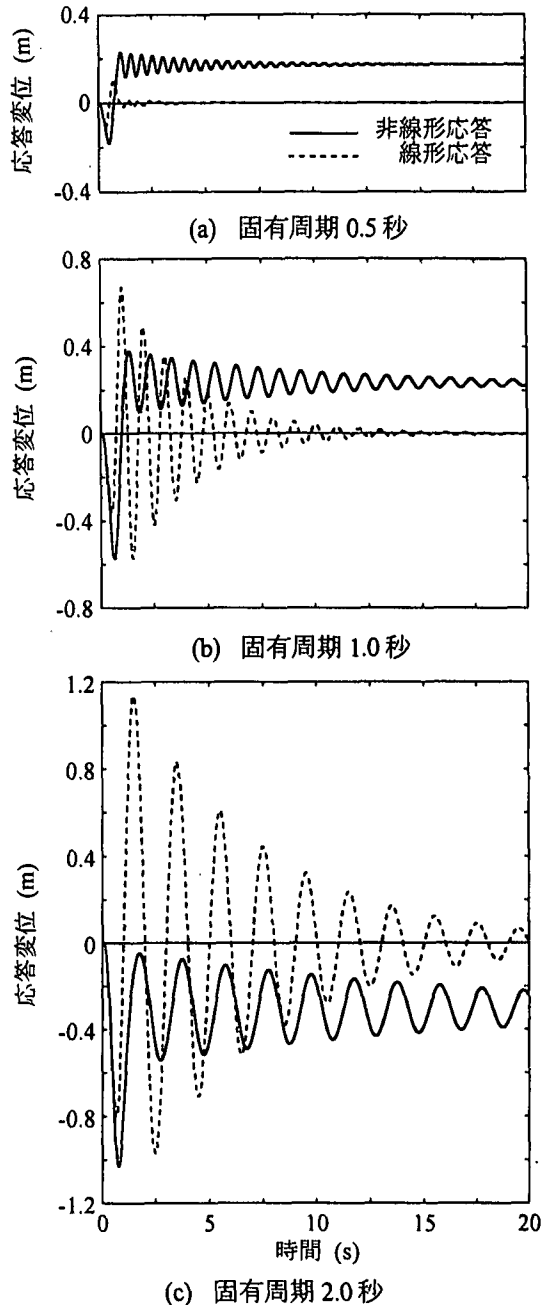 0.4
0
-0.4
応答変位 (m)
非線形応答
線形応答
(a) 固有周期 0.5 秒
0.8
0.4
0
-0.4
-0.8
応答変位 (m)
(b) 固有周期 1.0 秒
1.2
0.8
0.4
0
-0.4
-0.8
-1.2
応答変位 (m)
0 5 10 15 20
時間 (s)
(c) 固有周期 2.0 秒